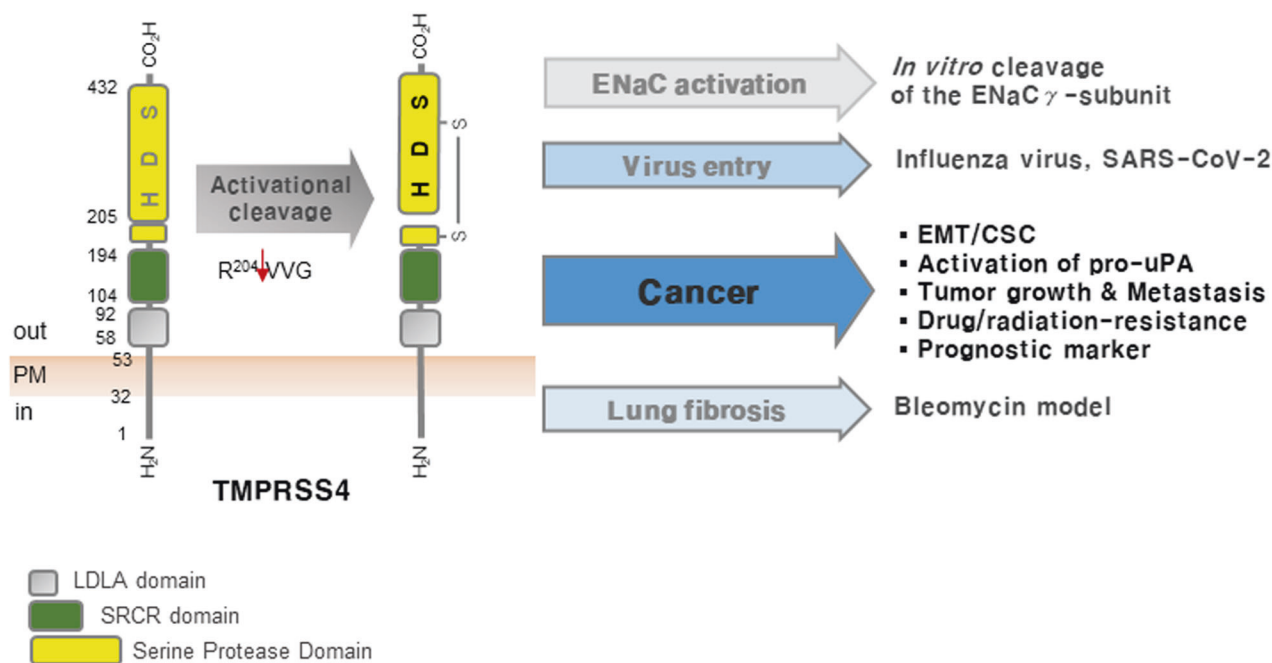 CO₂H
432
S
D
H
205
194
104
92
58
out
53
PM
32
in
1
H₂N
TMPRSS4
Activational
cleavage
R²⁰⁴ VVG
CO₂H
S
D
H
S
S
H₂N
ENaC activation
In vitro cleavage
of the ENaCγ-subunit
Virus entry
Influenza virus, SARS-CoV-2
Cancer
▪ EMT/CSC
▪ Activation of pro-uPA
▪ Tumor growth & Metastasis
▪ Drug/radiation-resistance
▪ Prognostic marker
Lung fibrosis
Bleomycin model
LDLA domain
SRCR domain
Serine Protease Domain